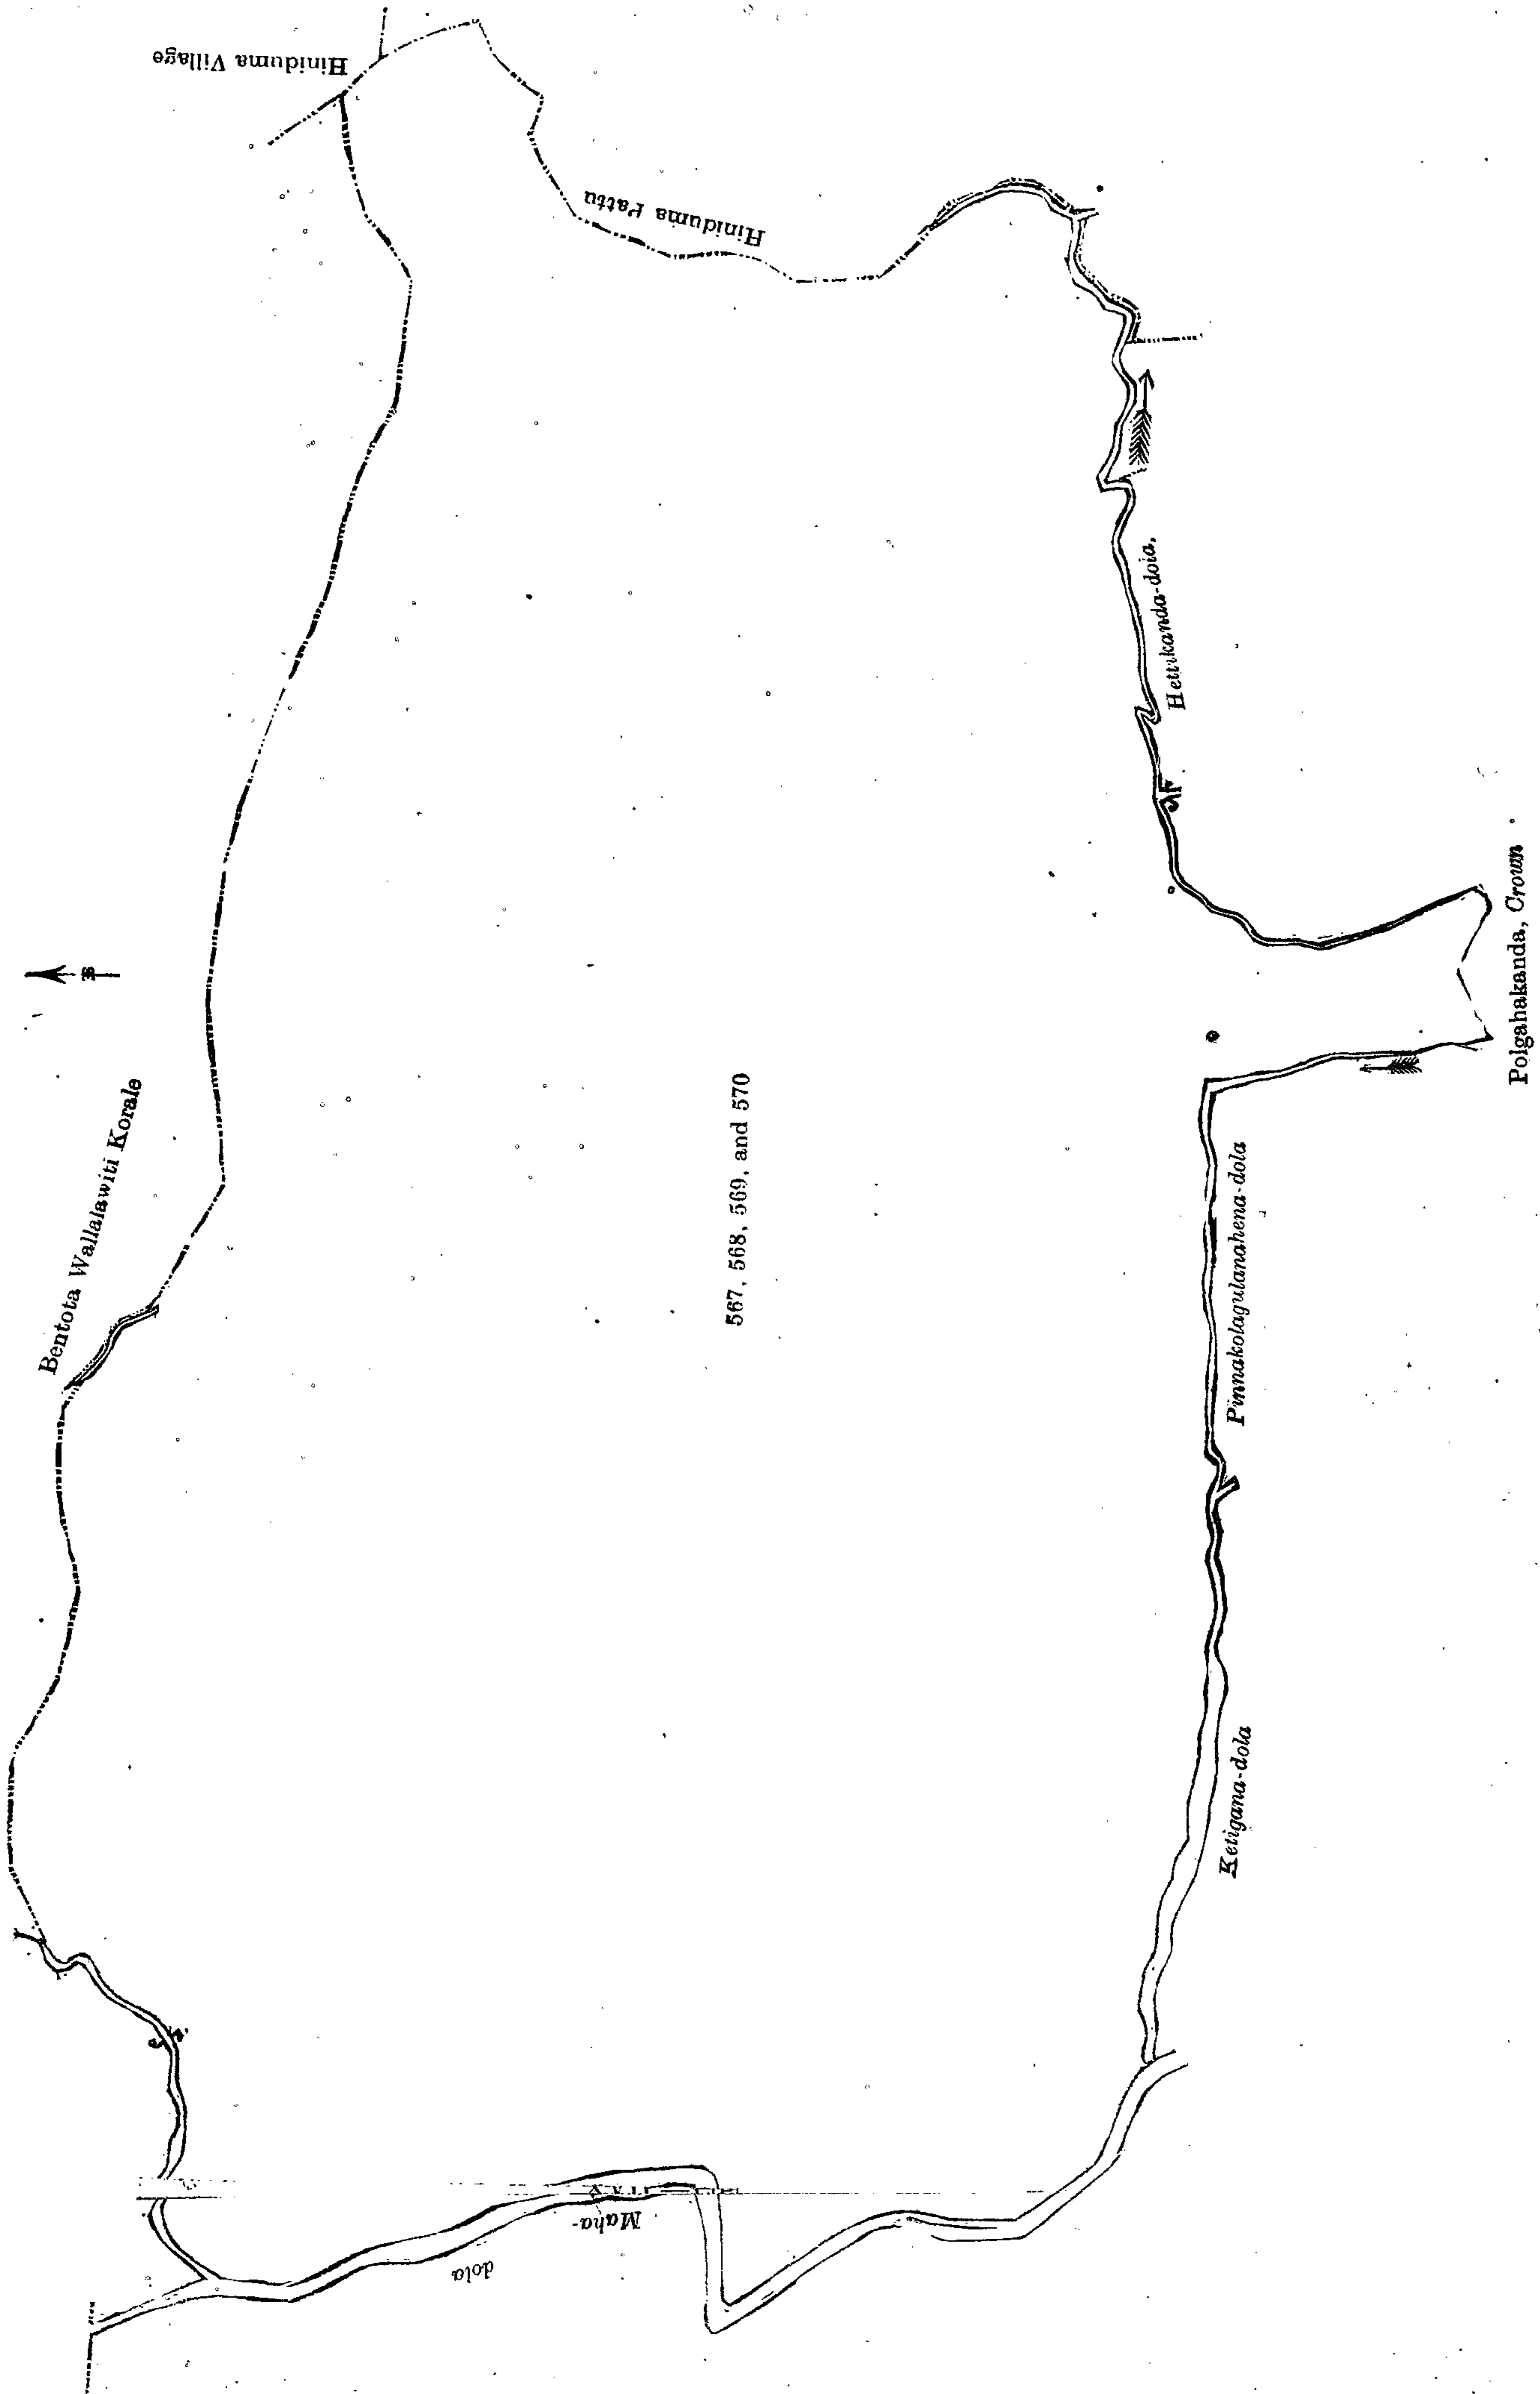 Hiniduma Village
Hiniduma Pattu
Bentota Wallalawiti Korale
Hettikanda-dola.
567, 568, 569, and 570
Polgahakanda, Crown
Pinnakolagulanahena-dola
Ketigana-dola
Maha-
dola